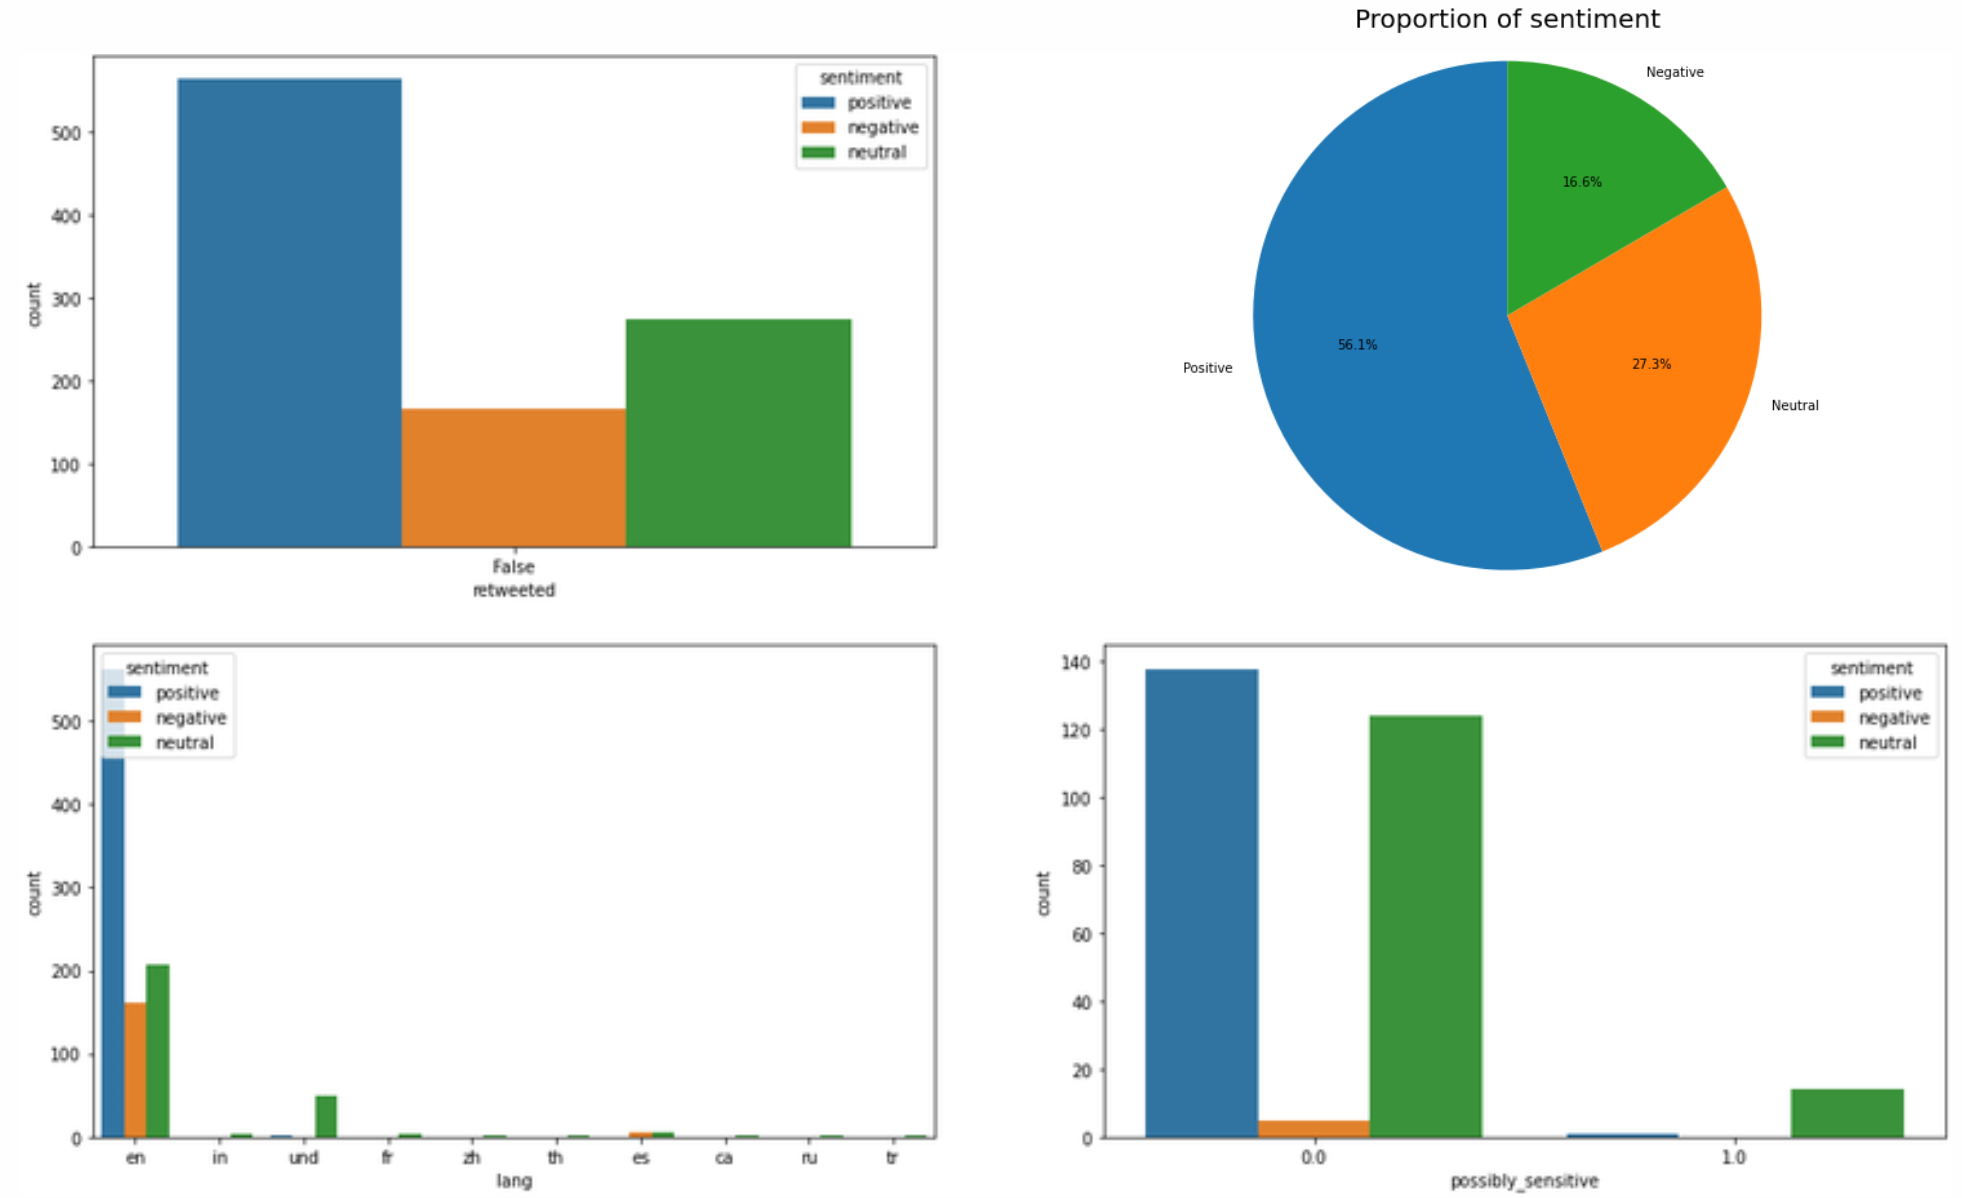 sentiment
positive
negative
neutral
500
400
300
200
100
0
count
False
retweeted
Proportion of sentiment
Negative
16.6%
56.1%
27.3%
Positive
Neutral
sentiment
positive
negative
neutral
500
400
300
200
100
0
count
en in und fr zh th es ca ru tr
lang
sentiment
positive
negative
neutral
140
120
100
80
60
40
20
0
count
0.0 1.0
possibly_sensitive